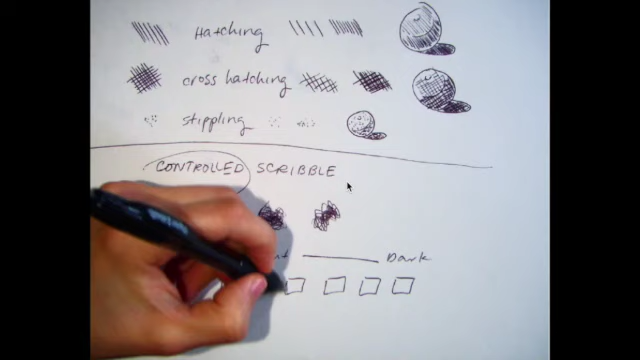 Hatching
cross hatching
stippling
CONTROLLED SCRIBBLE
Dark